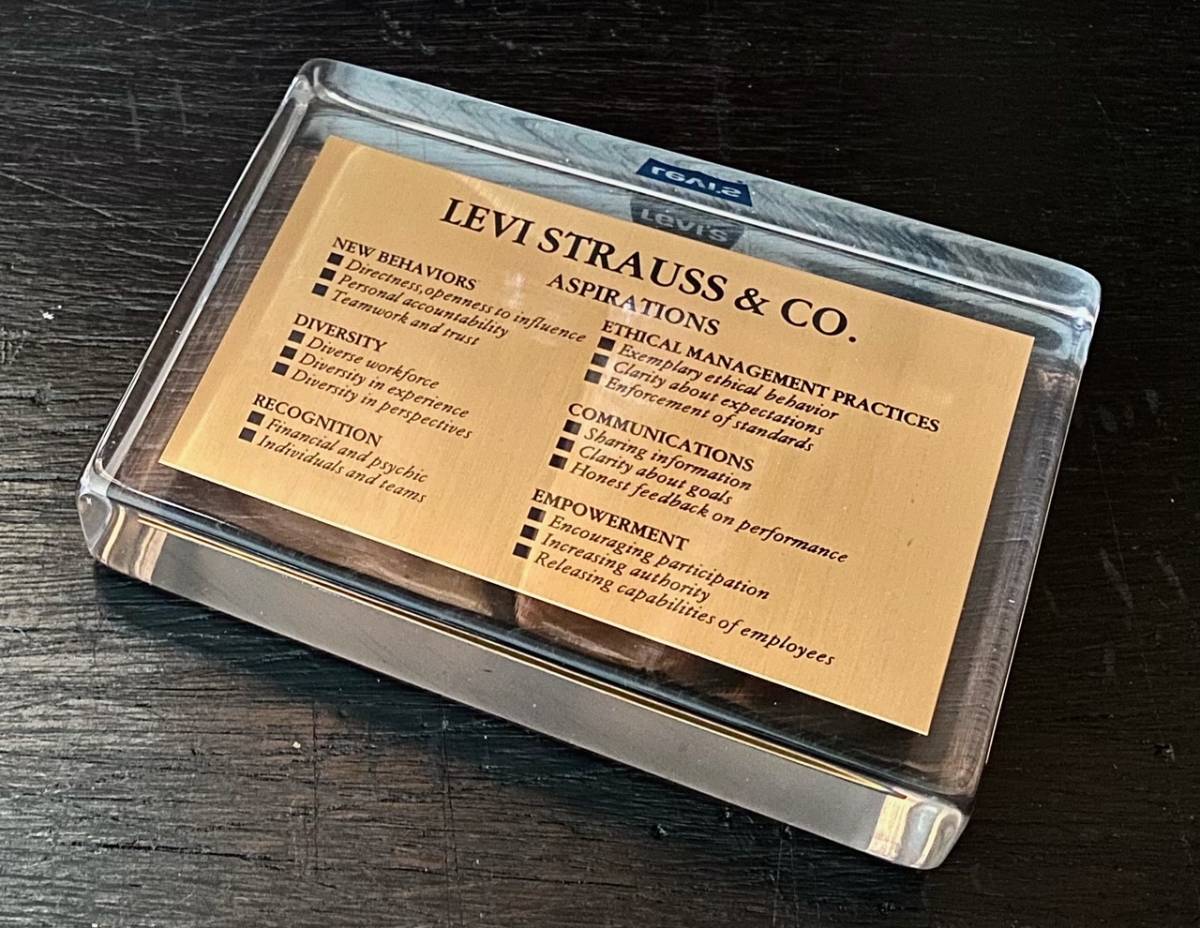 Levi's
LEVI'S
LEVI STRAUSS & CO.
ASPIRATIONS
NEW BEHAVIORS
Directness, openness to influence
Personal accountability
Teamwork and trust
DIVERSITY
Diverse workforce
Diversity in experience
Diversity in perspectives
RECOGNITION
Financial and psychic
Individuals and teams
ETHICAL MANAGEMENT PRACTICES
Exemplary ethical behavior
Clarity about expectations
Enforcement of standards
COMMUNICATIONS
Sharing information
Clarity about goals
Honest feedback on performance
EMPOWERMENT
Encouraging participation
Increasing authority
Releasing capabilities of employees